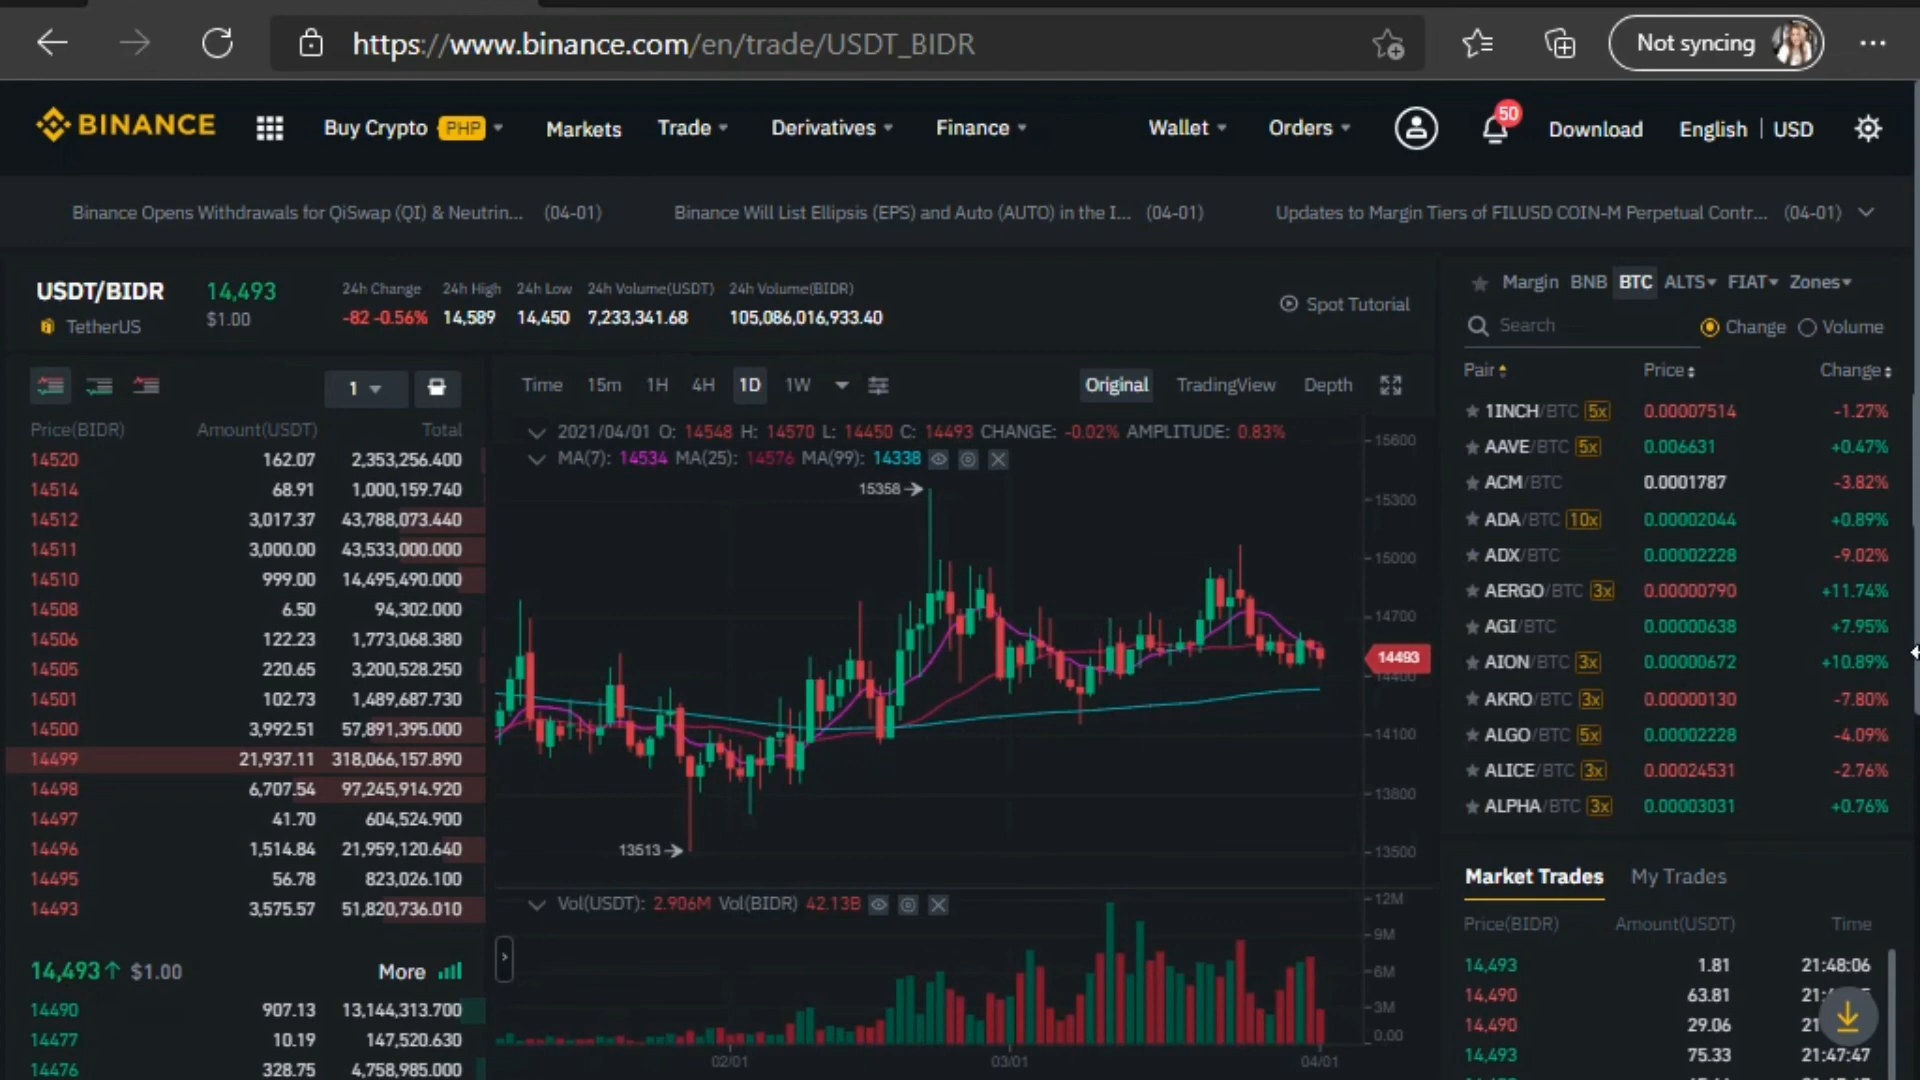 https://www.binance.com/en/trade/USDT_BIDR
Not syncing
BINANCE
Buy Crypto PHP
Markets
Trade
Derivatives
Finance
Wallet
Orders
50
Download
English | USD
Binance Opens Withdrawals for QiSwap (QI) & Neutrin... (04-01)
Binance Will List Ellipsis (EPS) and Auto (AUTO) in the I... (04-01)
Updates to Margin Tiers of FILUSD COIN-M Perpetual Contr... (04-01)
USDT/BIDR
TetherUS
14,493
$1.00
24h Change
-82 -0.56%
24h High
14,589
24h Low
14,450
24h Volume(USDT)
7,233,341.68
24h Volume(BIDR)
105,086,016,933.40
Spot Tutorial
1
Price(BIDR) Amount(USDT) Total
14520 162.07 2,353,256.400
14514 68.91 1,000,159.740
14512 3,017.37 43,788,073.440
14511 3,000.00 43,533,000.000
14510 999.00 14,495,490.000
14508 6.50 94,302.000
14506 122.23 1,773,068.380
14505 220.65 3,200,528.250
14501 102.73 1,489,687.730
14500 3,992.51 57,891,395.000
14499 21,937.11 318,066,157.890
14498 6,707.54 97,245,914.920
14497 41.70 604,524.900
14496 1,514.84 21,959,120.640
14495 56.78 823,026.100
14493 3,575.57 51,820,736.010
14,493↑ $1.00 More
14490 907.13 13,144,313.700
14477 10.19 147,520.630
14476 328.75 4,758,985.000
Time 15m 1H 4H 1D 1W
Original TradingView Depth
2021/04/01 O: 14548 H: 14570 L: 14450 C: 14493 CHANGE: -0.02% AMPLITUDE: 0.83%
MA(7): 14534 MA(25): 14576 MA(99): 14338
15358
13513
15600
15300
15000
14700
14493
14400
14100
13800
13500
Vol(USDT): 2.906M Vol(BIDR) 42.13B
12M
9M
6M
3M
0.00
02/01 03/01 04/01
Margin BNB BTC ALTS FIAT Zones
Search
Change Volume
Pair Price Change
1INCH/BTC 5x 0.00007514 -1.27%
AAVE/BTC 5x 0.006631 +0.47%
ACM/BTC 0.0001787 -3.82%
ADA/BTC 10x 0.00002044 +0.89%
ADX/BTC 0.00002228 -9.02%
AERGO/BTC 3x 0.00000790 +11.74%
AGI/BTC 0.00000638 +7.95%
AION/BTC 3x 0.00000672 +10.89%
AKRO/BTC 3x 0.00000130 -7.80%
ALGO/BTC 5x 0.00002228 -4.09%
ALICE/BTC 3x 0.00024531 -2.76%
ALPHA/BTC 3x 0.00003031 +0.76%
Market Trades My Trades
Price(BIDR) Amount(USDT) Time
14,493 1.81 21:48:06
14,490 63.81
14,490 29.06
14,493 75.33 21:47:47